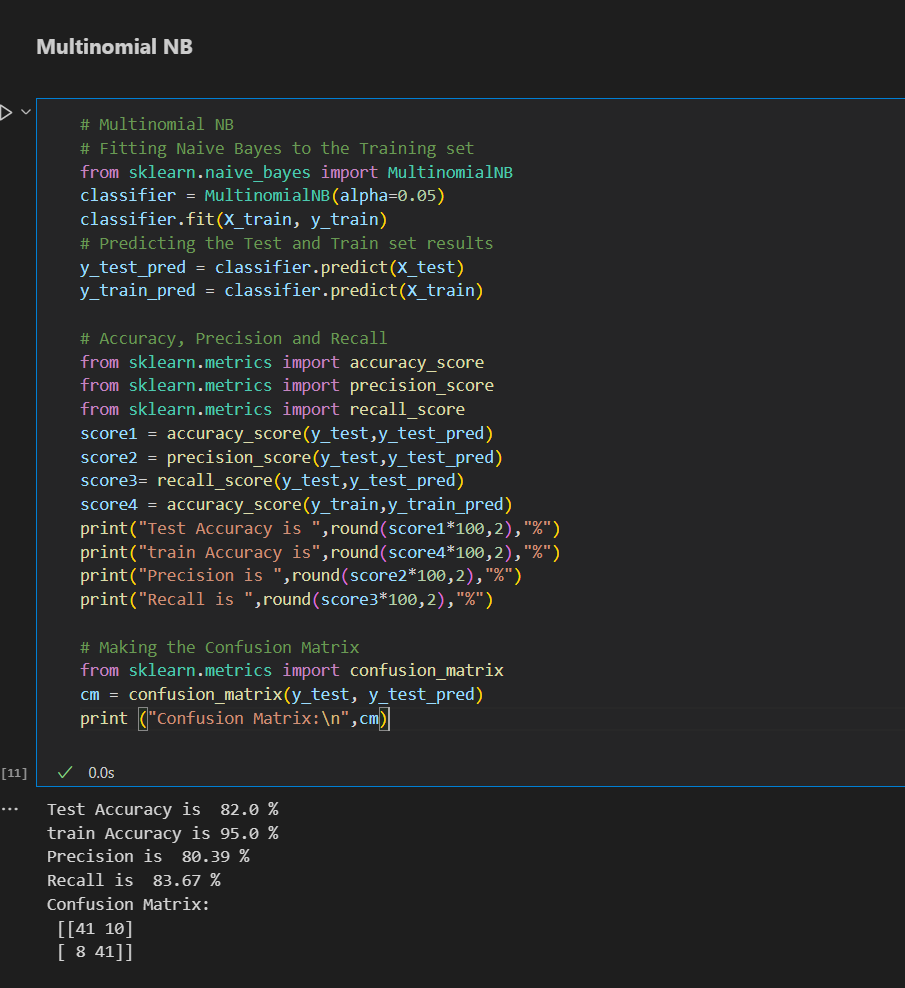 Multinomial NB
# Multinomial NB
# Fitting Naive Bayes to the Training set
from sklearn.naive_bayes import MultinomialNB
classifier = MultinomialNB(alpha=0.05)
classifier.fit(X_train, y_train)
# Predicting the Test and Train set results
y_test_pred = classifier.predict(X_test)
y_train_pred = classifier.predict(X_train)
# Accuracy, Precision and Recall
from sklearn.metrics import accuracy_score
from sklearn.metrics import precision_score
from sklearn.metrics import recall_score
score1 = accuracy_score(y_test,y_test_pred)
score2 = precision_score(y_test,y_test_pred)
score3= recall_score(y_test,y_test_pred)
score4 = accuracy_score(y_train,y_train_pred)
print("Test Accuracy is ",round(score1*100,2),"%")
print("train Accuracy is",round(score4*100,2),"%")
print("Precision is ",round(score2*100,2),"%")
print("Recall is ",round(score3*100,2),"%")
# Making the Confusion Matrix
from sklearn.metrics import confusion_matrix
cm = confusion_matrix(y_test, y_test_pred)
print ("Confusion Matrix:\n",cm)
[11] 0.0s
Test Accuracy is  82.0 %
train Accuracy is 95.0 %
Precision is  80.39 %
Recall is  83.67 %
Confusion Matrix:
[[41 10]
[ 8 41]]